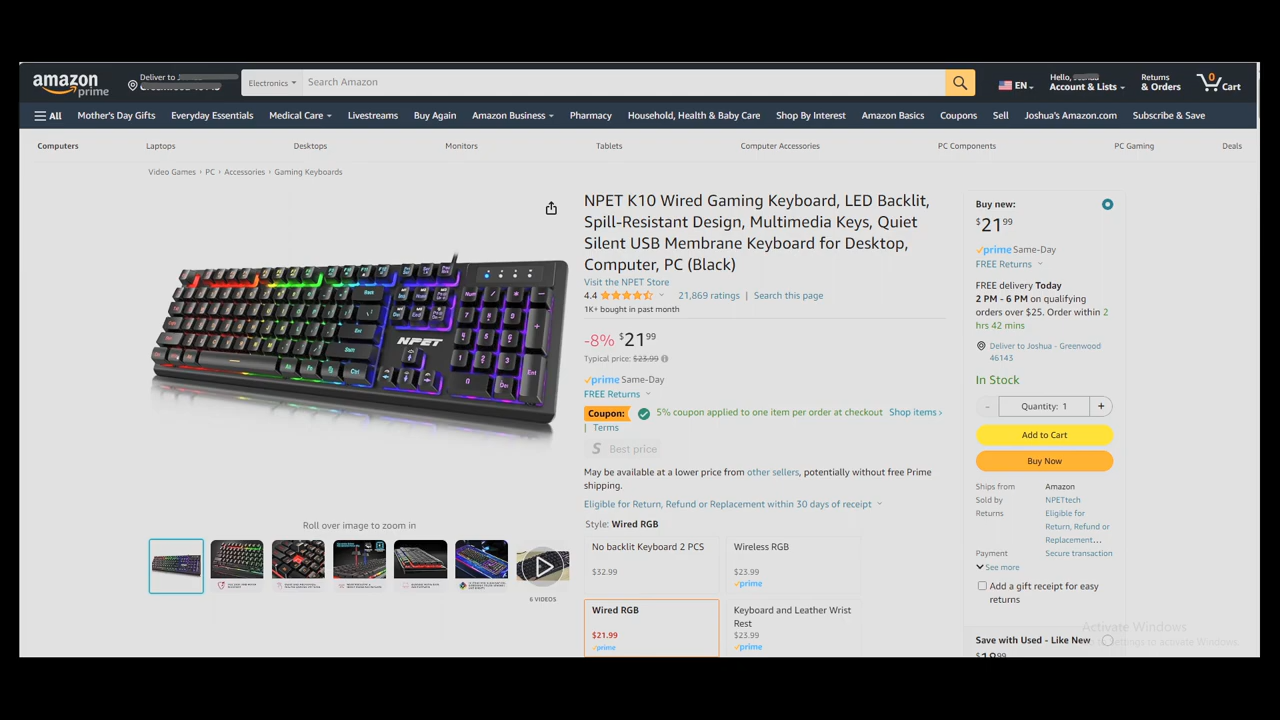 amazon
prime
Deliver to
Electronics
Search Amazon
EN
Hello,
Account & Lists
Returns
& Orders
0
Cart
All
Mother's Day Gifts
Everyday Essentials
Medical Care
Livestreams
Buy Again
Amazon Business
Pharmacy
Household, Health & Baby Care
Shop By Interest
Amazon Basics
Coupons
Sell
Joshua's Amazon.com
Subscribe & Save
Computers
Laptops
Desktops
Monitors
Tablets
Computer Accessories
PC Components
PC Gaming
Deals
Video Games › PC › Accessories › Gaming Keyboards
NPET
Roll over image to zoom in
6 VIDEOS
NPET K10 Wired Gaming Keyboard, LED Backlit,
Spill-Resistant Design, Multimedia Keys, Quiet
Silent USB Membrane Keyboard for Desktop,
Computer, PC (Black)
Visit the NPET Store
4.4
21,869 ratings | Search this page
1K+ bought in past month
-8% $21 99
Typical price: $23.99
prime Same-Day
FREE Returns
Coupon: 5% coupon applied to one item per order at checkout Shop items ›
| Terms
S Best price
May be available at a lower price from other sellers, potentially without free Prime
shipping.
Eligible for Return, Refund or Replacement within 30 days of receipt
Style: Wired RGB
No backlit Keyboard 2 PCS
$32.99
Wireless RGB
$23.99
prime
Wired RGB
$21.99
prime
Keyboard and Leather Wrist
Rest
$23.99
prime
Buy new:
$21 99
prime Same-Day
FREE Returns
FREE delivery Today
2 PM - 6 PM on qualifying
orders over $25. Order within 2
hrs 42 mins
Deliver to Joshua - Greenwood
46143
In Stock
- Quantity: 1 +
Add to Cart
Buy Now
Ships from Amazon
Sold by NPETtech
Returns Eligible for
Return, Refund or
Replacement...
Payment Secure transaction
See more
Add a gift receipt for easy
returns
Activate Windows
to activate Windows.
Save with Used - Like New